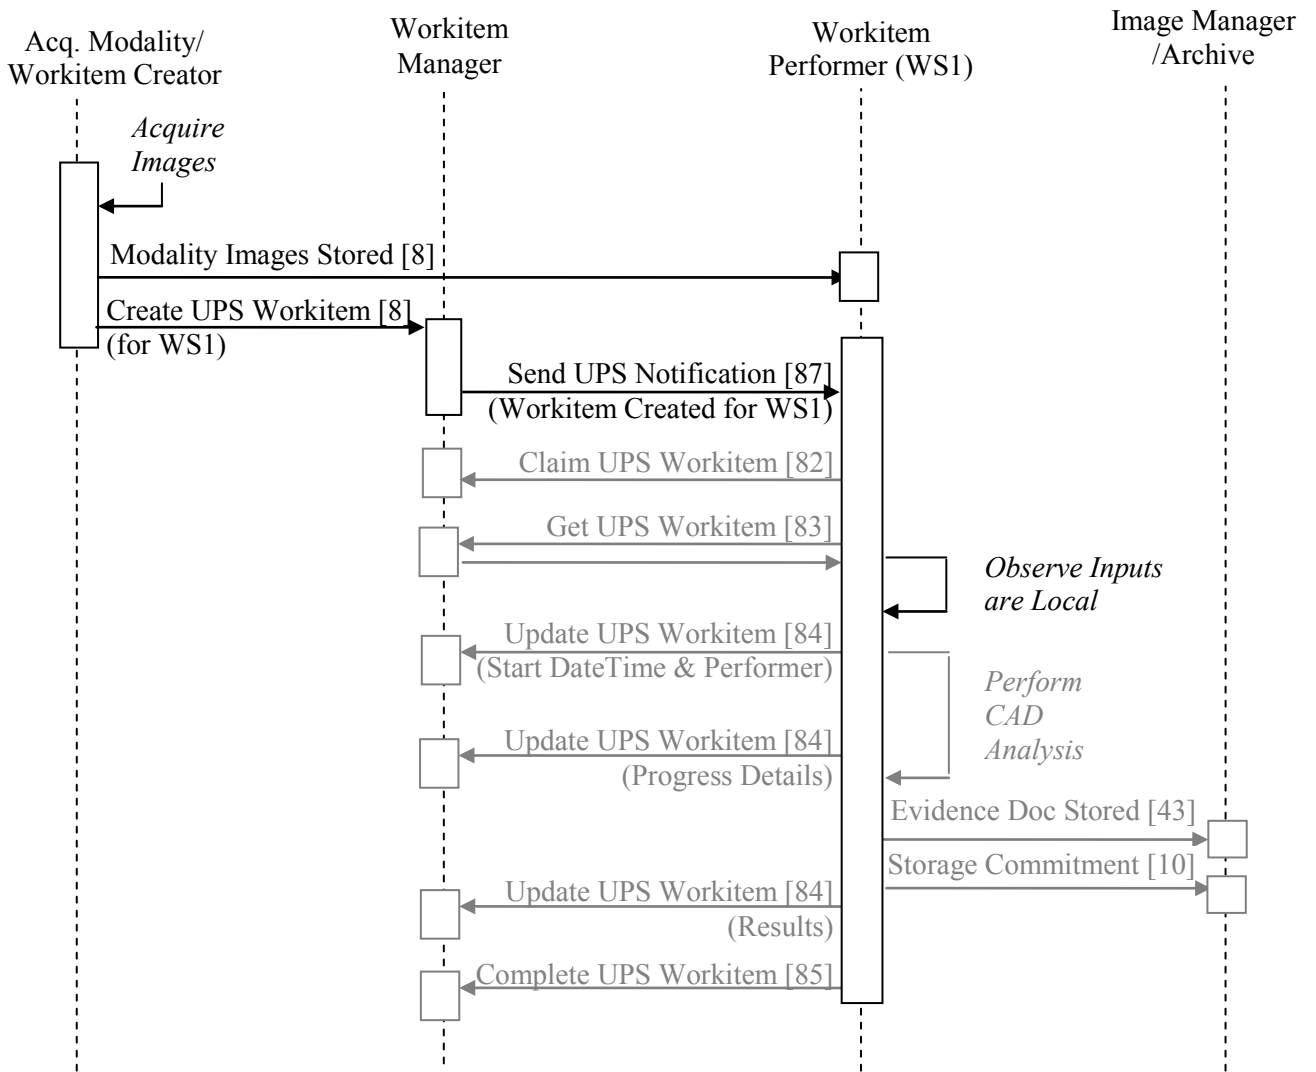 Acq. Modality/
Workitem Creator
Workitem
Manager
Workitem
Performer (WS1)
Image Manager
/Archive
Acquire
Images
Modality Images Stored [8]
Create UPS Workitem [8]
(for WS1)
Send UPS Notification [87]
(Workitem Created for WS1)
Claim UPS Workitem [82]
Get UPS Workitem [83]
Observe Inputs
are Local
Update UPS Workitem [84]
(Start DateTime & Performer)
Perform
CAD
Analysis
Update UPS Workitem [84]
(Progress Details)
Evidence Doc Stored [43]
Storage Commitment [10]
Update UPS Workitem [84]
(Results)
Complete UPS Workitem [85]